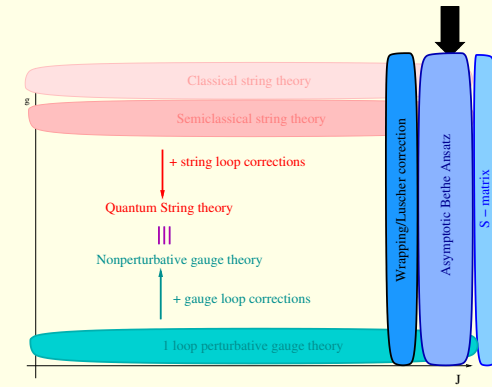 Classical string theory
g
Semiclassical string theory
+ string loop corrections
Quantum String theory
Nonperturbative gauge theory
+ gauge loop corrections
1 loop perturbative gauge theory
J
Wrapping/Luscher correction
Asymptotic Bethe Ansatz
S − matrix